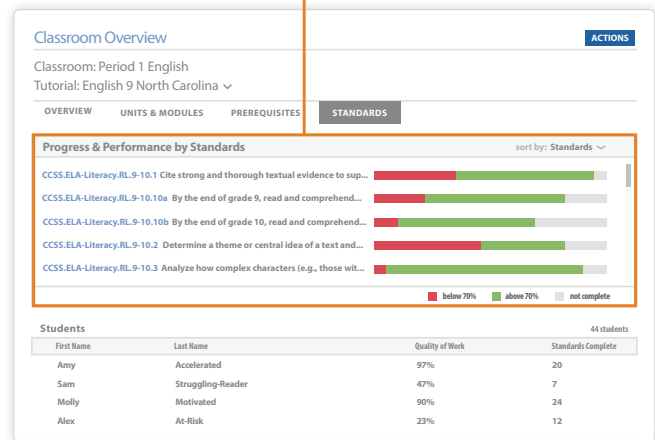 Classroom Overview
ACTIONS
Classroom: Period 1 English
Tutorial: English 9 North Carolina
OVERVIEW UNITS & MODULES PREREQUISITES STANDARDS
Progress & Performance by Standards sort by: Standards
CCSS.ELA-Literacy.RL.9-10.1 Cite strong and thorough textual evidence to sup...
CCSS.ELA-Literacy.RL.9-10.10a By the end of grade 9, read and comprehend...
CCSS.ELA-Literacy.RL.9-10.10b By the end of grade 10, read and comprehend...
CCSS.ELA-Literacy.RL.9-10.2 Determine a theme or central idea of a text and...
CCSS.ELA-Literacy.RL.9-10.3 Analyze how complex characters (e.g., those wit...
below 70% above 70% not complete
Students 44 students
First Name Last Name Quality of Work Standards Complete
Amy Accelerated 97% 20
Sam Struggling-Reader 47% 7
Molly Motivated 90% 24
Alex At-Risk 23% 12